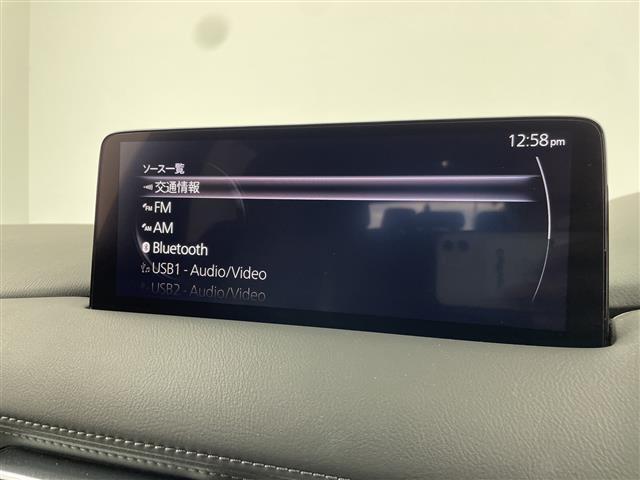 12:58pm
ソース一覧
交通情報
FM
AM
Bluetooth
USB1 - Audio/Video
USB2 - Audio/Video